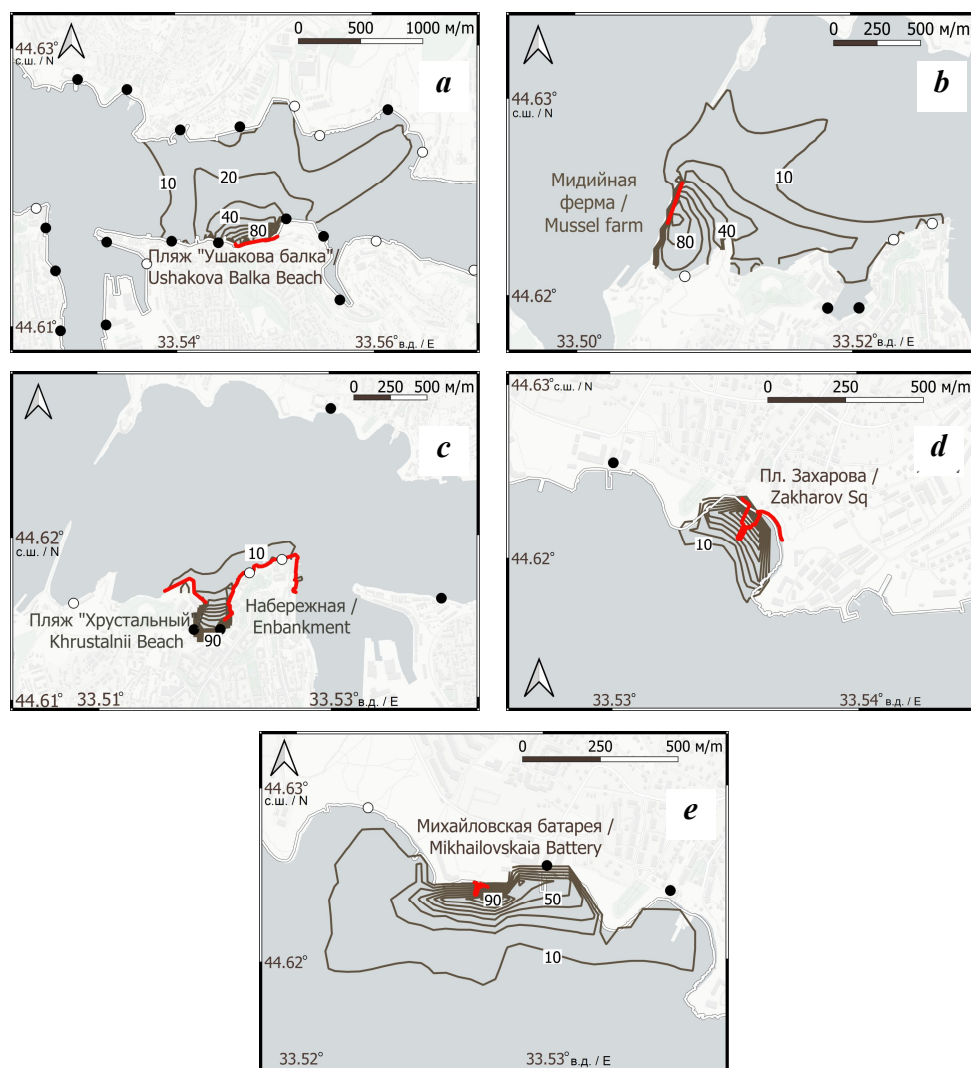 0 500 1000 м/m
44.63°
с.ш. / N
a
10
20
40
80
Пляж "Ушакова балка"/
Ushakova Balka Beach
44.61°
33.54°
33.56°
в.д. / E
0 250 500 м/m
b
44.63°
с.ш. / N
10
Мидийная
ферма /
Mussel farm
40
80
44.62°
33.50°
33.52°
в.д. / E
0 250 500 м/m
c
44.62°
с.ш. / N
10
Пляж "Хрустальный
Khrustalnii Beach
Набережная /
Enbankment
90
44.61°
33.51°
33.53°
в.д. / E
44.63°
с.ш. / N
0 250 500 м/m
d
Пл. Захарова /
Zakharov Sq
10
44.62°
33.53°
33.54°
в.д. / E
0 250 500 м/m
44.63°
с.ш. / N
e
Михайловская батарея /
Mikhailovskaia Battery
90
50
10
44.62°
33.52°
33.53°
в.д. / E